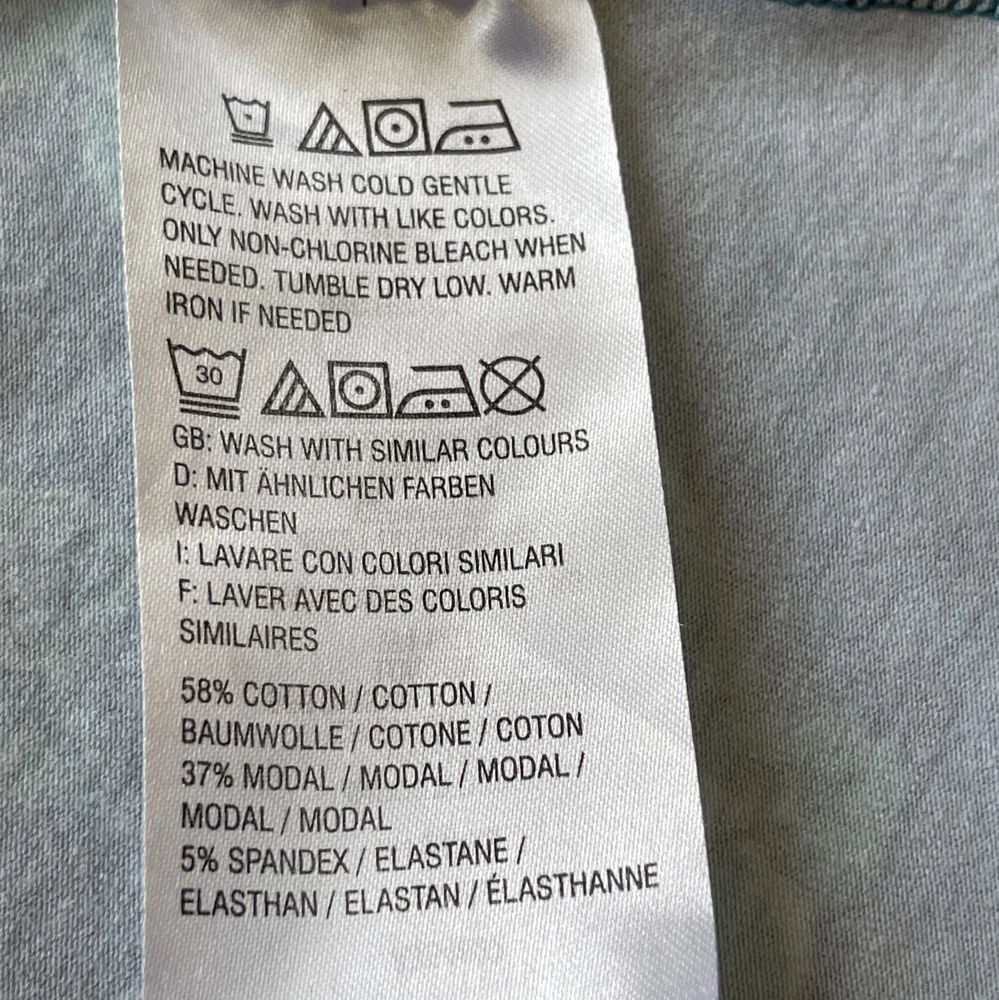 MACHINE WASH COLD GENTLE
CYCLE. WASH WITH LIKE COLORS.
ONLY NON-CHLORINE BLEACH WHEN
NEEDED. TUMBLE DRY LOW. WARM
IRON IF NEEDED
30
GB: WASH WITH SIMILAR COLOURS
D: MIT ÄHNLICHEN FARBEN
WASCHEN
I: LAVARE CON COLORI SIMILARI
F: LAVER AVEC DES COLORIS
SIMILAIRES
58% COTTON / COTTON /
BAUMWOLLE / COTONE / COTON
37% MODAL / MODAL / MODAL /
MODAL / MODAL
5% SPANDEX / ELASTANE /
ELASTHAN / ELASTAN / ÉLASTHANNE